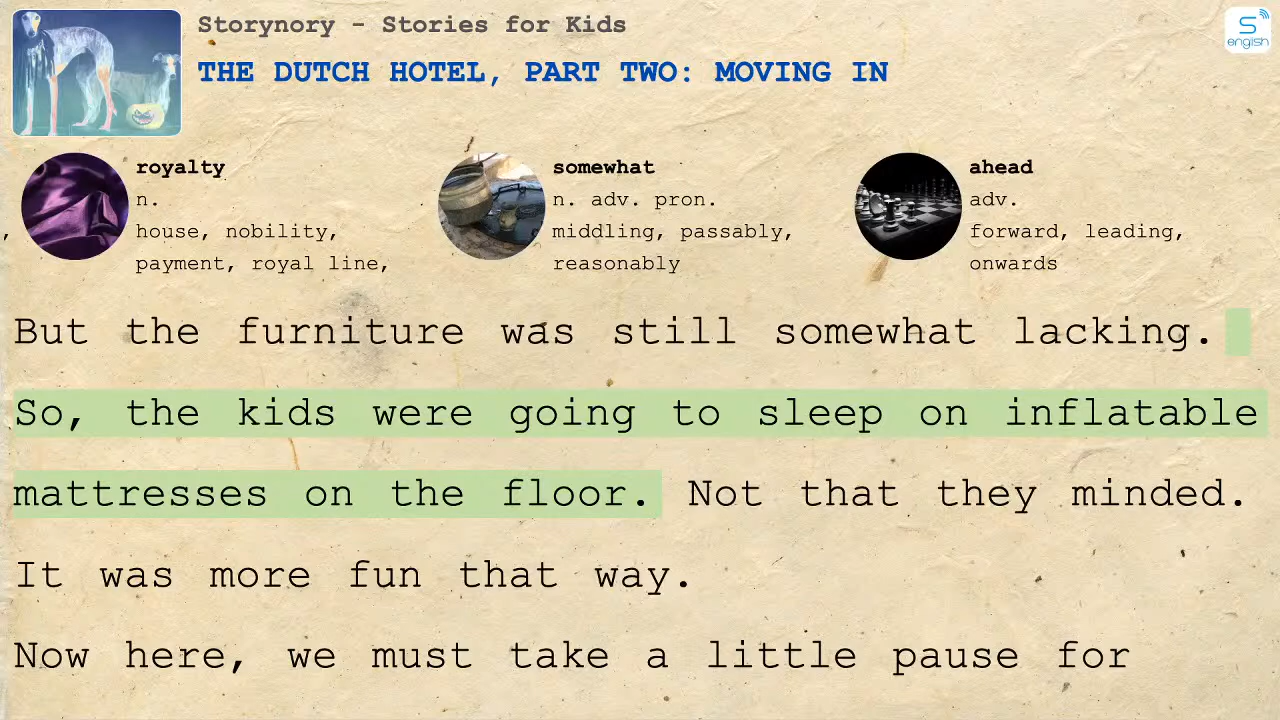 Storynory - Stories for Kids
THE DUTCH HOTEL, PART TWO: MOVING IN
S
english
royalty
n.
house, nobility,
payment, royal line,
somewhat
n. adv. pron.
middling, passably,
reasonably
ahead
adv.
forward, leading,
onwards
But the furniture was still somewhat lacking.
So, the kids were going to sleep on inflatable
mattresses on the floor. Not that they minded.
It was more fun that way.
Now here, we must take a little pause for